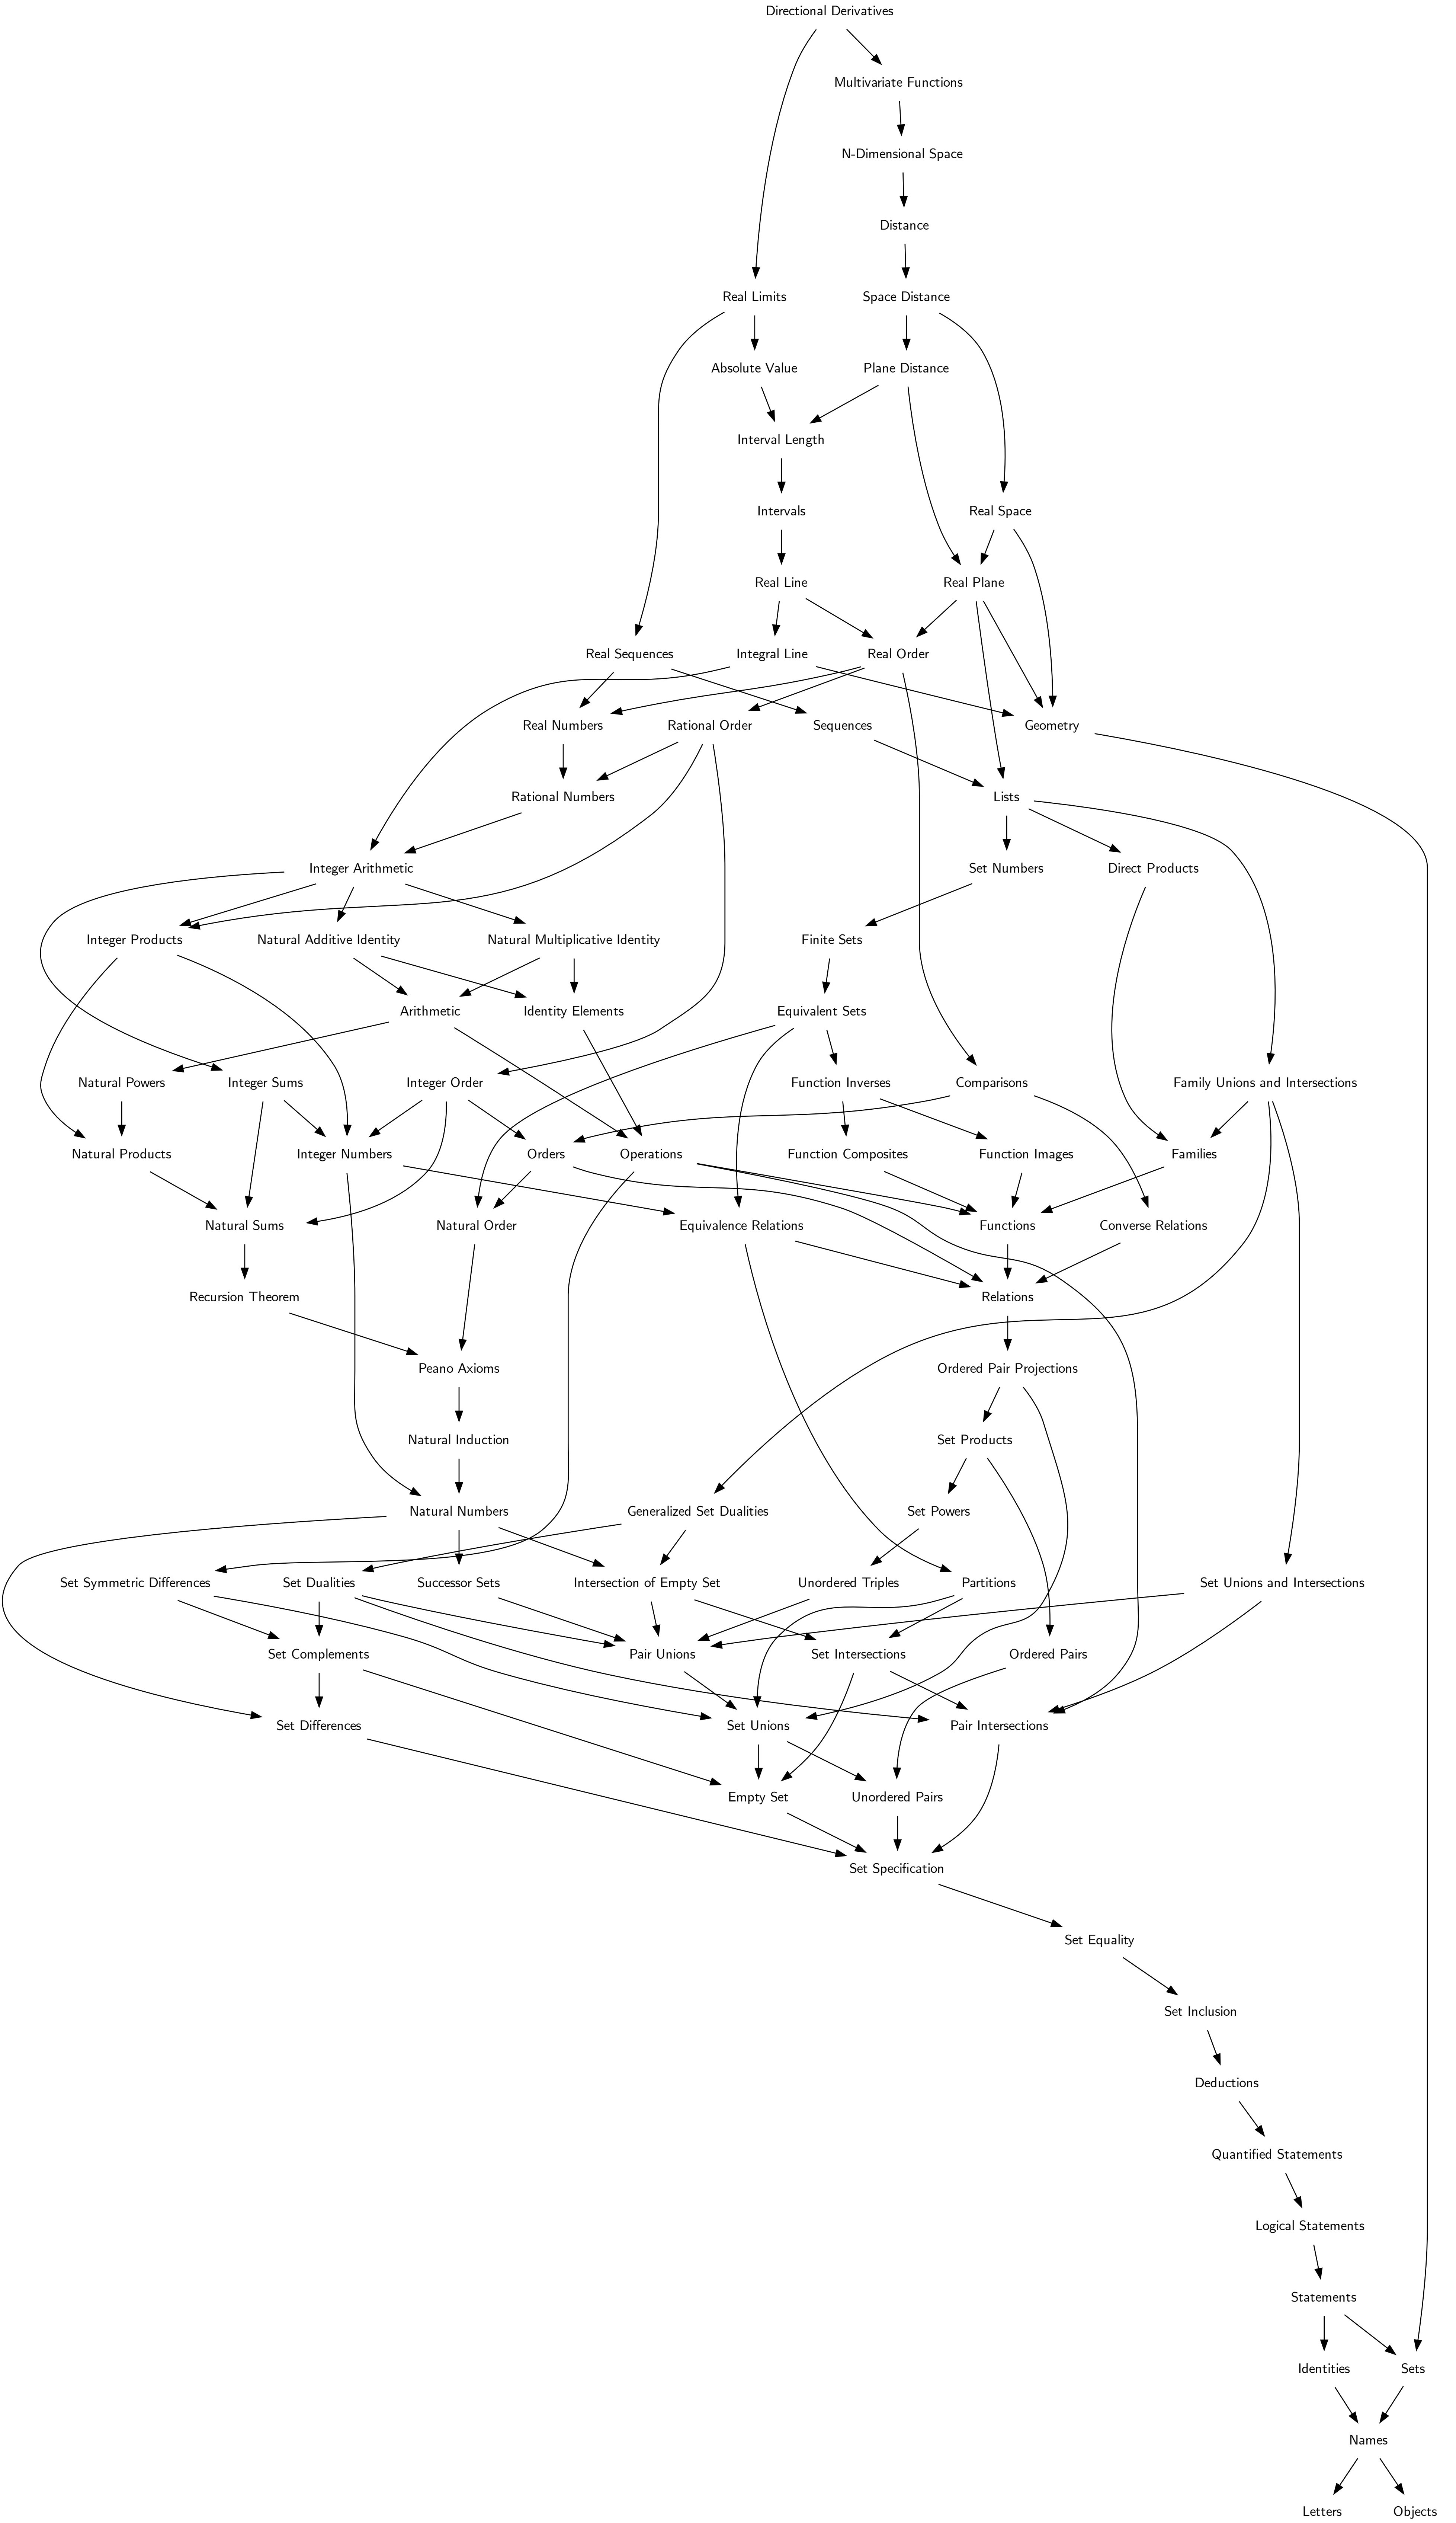 Directional Derivatives
Multivariate Functions
N-Dimensional Space
Distance
Real Limits
Space Distance
Absolute Value
Plane Distance
Interval Length
Intervals
Real Space
Real Line
Real Plane
Real Sequences
Integral Line
Real Order
Real Numbers
Rational Order
Sequences
Geometry
Rational Numbers
Lists
Integer Arithmetic
Set Numbers
Direct Products
Integer Products
Natural Additive Identity
Natural Multiplicative Identity
Finite Sets
Arithmetic
Identity Elements
Equivalent Sets
Natural Powers
Integer Sums
Integer Order
Function Inverses
Comparisons
Family Unions and Intersections
Natural Products
Integer Numbers
Orders
Operations
Function Composites
Function Images
Families
Natural Sums
Natural Order
Equivalence Relations
Functions
Converse Relations
Recursion Theorem
Relations
Peano Axioms
Ordered Pair Projections
Natural Induction
Set Products
Natural Numbers
Generalized Set Dualities
Set Powers
Set Symmetric Differences
Set Dualities
Successor Sets
Intersection of Empty Set
Unordered Triples
Partitions
Set Unions and Intersections
Set Complements
Pair Unions
Set Intersections
Ordered Pairs
Set Differences
Set Unions
Pair Intersections
Empty Set
Unordered Pairs
Set Specification
Set Equality
Set Inclusion
Deductions
Quantified Statements
Logical Statements
Statements
Identities
Sets
Names
Letters
Objects